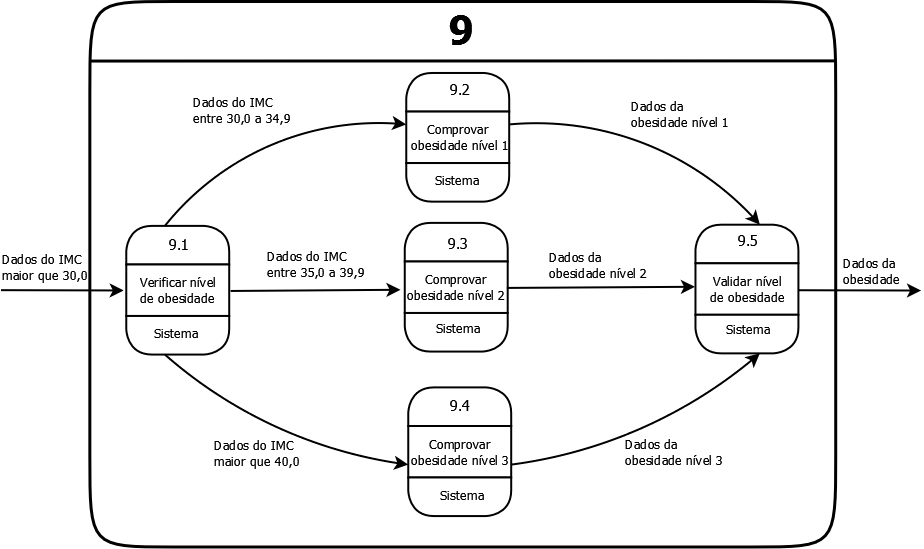 9
9.2
Dados do IMC
entre 30,0 a 34,9
Comprovar
obesidade nível 1
Sistema
Dados da
obesidade nível 1
Dados do IMC
maior que 30,0
9.1
Verificar nível
de obesidade
Sistema
Dados do IMC
entre 35,0 a 39,9
9.3
Comprovar
obesidade nível 2
Sistema
Dados da
obesidade nível 2
9.5
Validar nível
de obesidade
Sistema
Dados da
obesidade
Dados do IMC
maior que 40,0
9.4
Comprovar
obesidade nível 3
Sistema
Dados da
obesidade nível 3